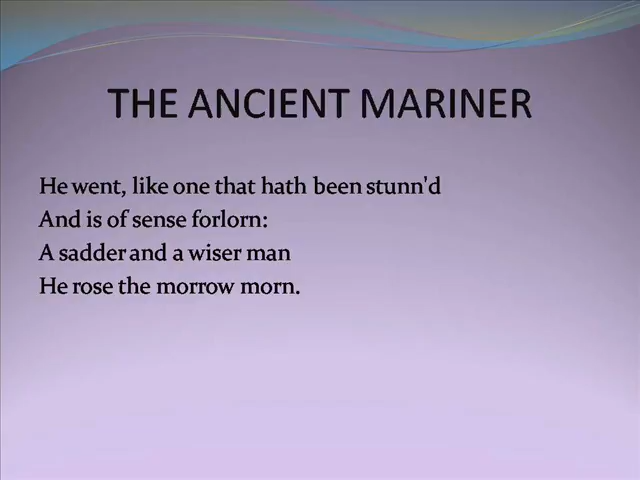 THE ANCIENT MARINER
He went, like one that hath been stunn'd
And is of sense forlorn:
A sadder and a wiser man
He rose the morrow morn.